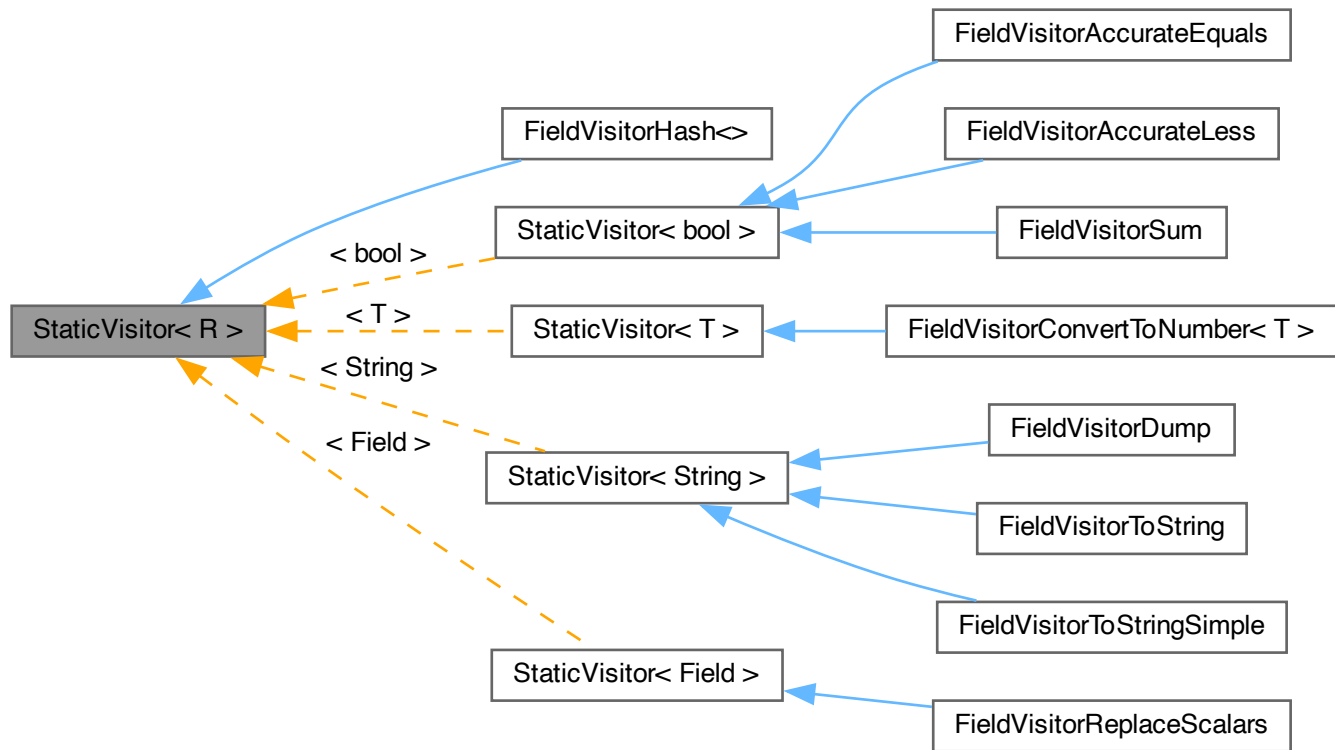 FieldVisitorAccurateEquals
FieldVisitorHash<>
FieldVisitorAccurateLess
StaticVisitor< bool >
FieldVisitorSum
< bool >
StaticVisitor< R >
< T >
StaticVisitor< T >
FieldVisitorConvertToNumber< T >
< String >
FieldVisitorDump
< Field >
StaticVisitor< String >
FieldVisitorToString
FieldVisitorToStringSimple
StaticVisitor< Field >
FieldVisitorReplaceScalars